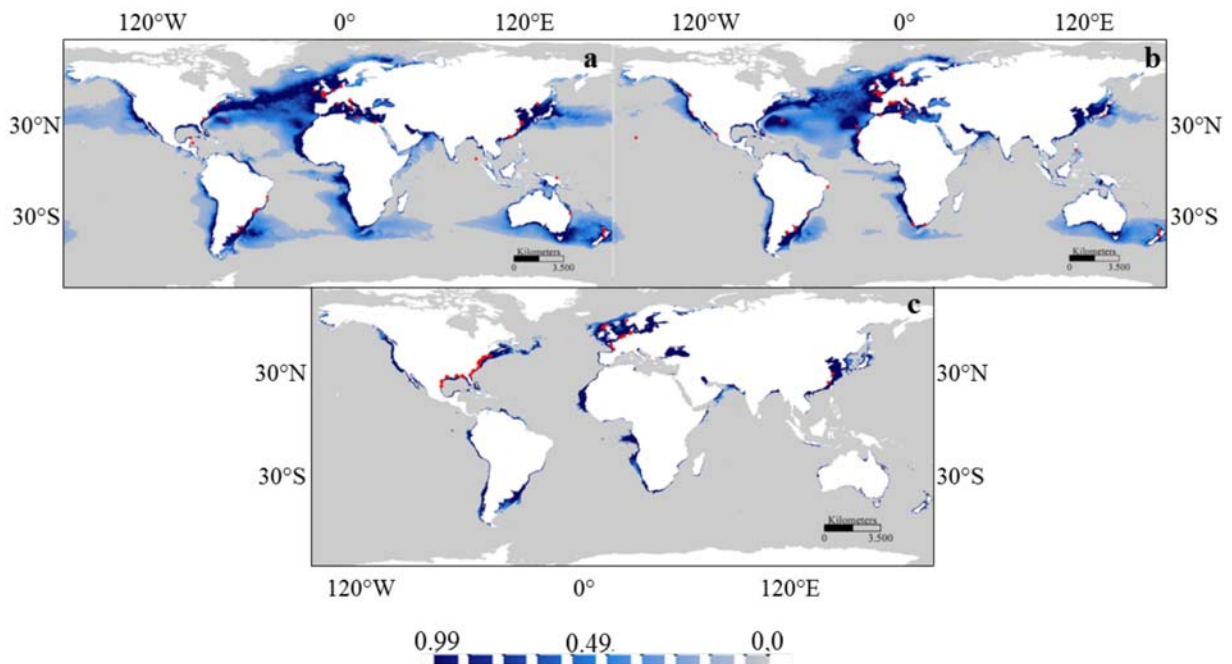 120°W 0° 120°E 120°W 0° 120°E
a b
30°N 30°N
30°S 30°S
Kilometers Kilometers
0 3.500 0 3.500
c
30°N 30°N
30°S 30°S
Kilometers
0 3.500
120°W 0° 120°E
0.99 0.49. 0.0